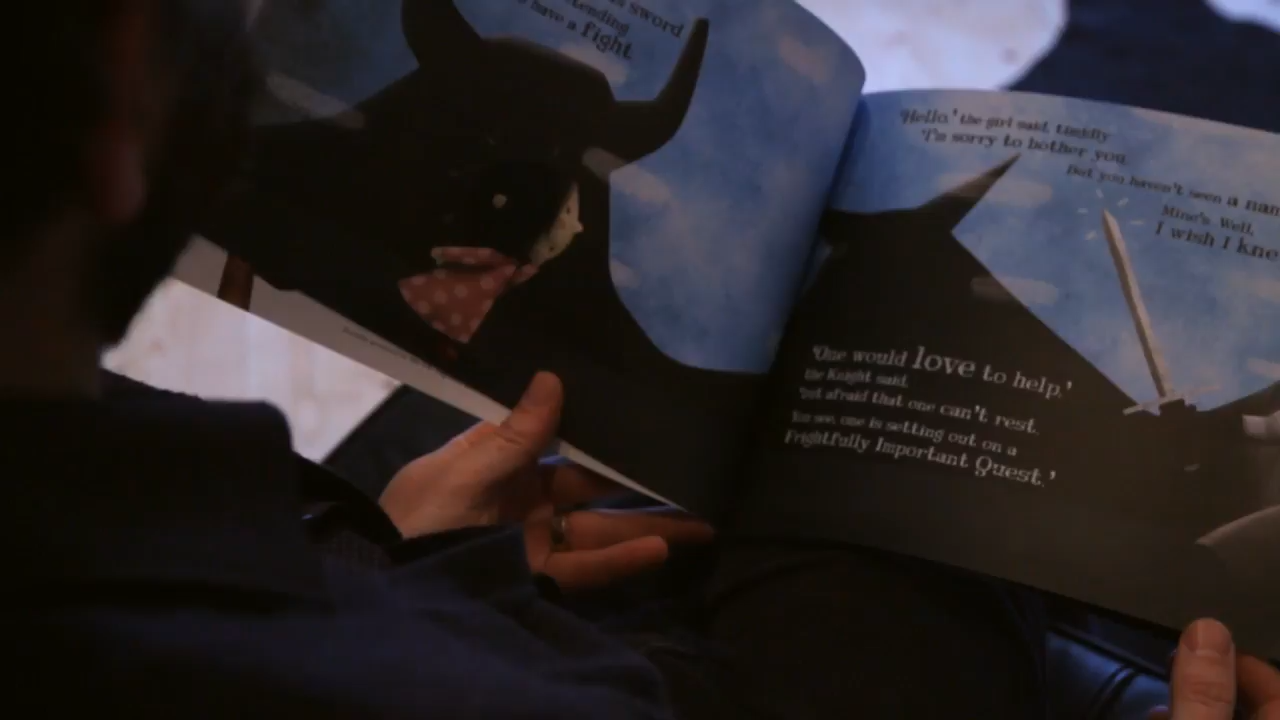 s sword
tending
have a fight.
'Hello,' the girl said, timidly
'I'm sorry to bother you
But you haven't seen a nam
Mine's. Well,
I wish I kne
'One would love to help,'
the Knight said,
'but afraid that one can't rest.
You see, one is setting out on a
Frightfully Important Quest.'